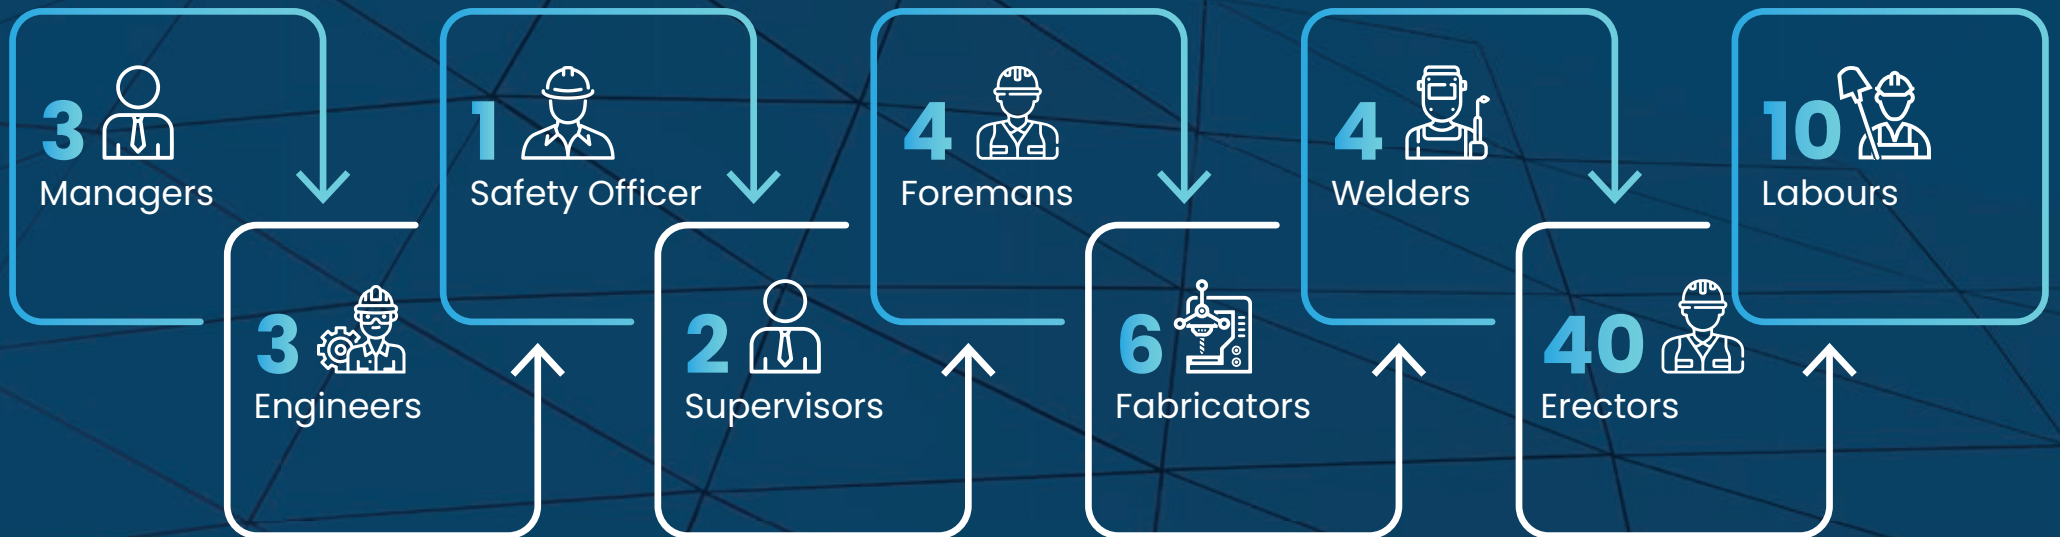 3
Managers
3
Engineers
1
Safety Officer
2
Supervisors
4
Foremans
6
Fabricators
4
Welders
40
Erectors
10
Labours